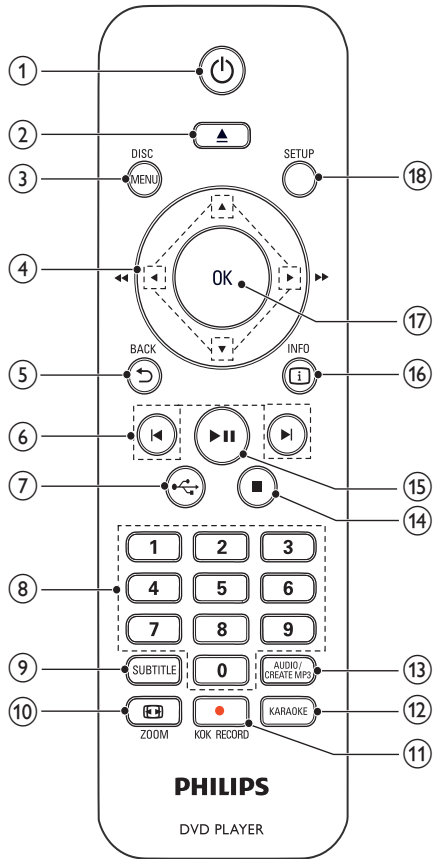 1
2
DISC
SETUP
3
MENU
18
4
OK
17
BACK
INFO
5
i
16
6
7
15
14
1 2 3
8
4 5 6
7 8 9
9
SUBTITLE
0
AUDIO/
CREATE MP3
13
10
KARAOKE
12
ZOOM
KOK RECORD
11
PHILIPS
DVD PLAYER